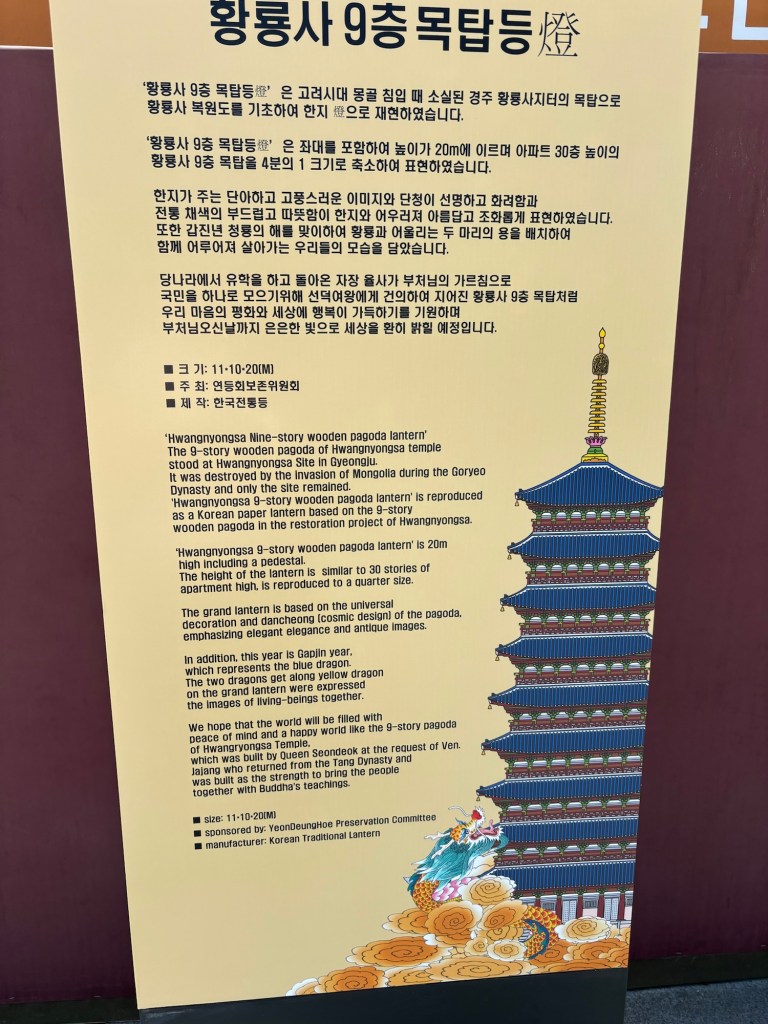 황룡사 9층 목탑등燈
‘황룡사 9층 목탑등燈’ 은 고려시대 몽골 침입 때 소실된 경주 황룡사지터의 목탑으로
황룡사 복원도를 기초하여 한지 燈으로 재현하였습니다.
‘황룡사 9층 목탑등燈’ 은 좌대를 포함하여 높이가 20m에 이르며 아파트 30층 높이의
황룡사 9층 목탑을 4분의 1 크기로 축소하여 표현하였습니다.
한지가 주는 단아하고 고풍스러운 이미지와 단청이 선명하고 화려함과
전통 채색의 부드럽고 따뜻함이 한지와 어우러져 아름답고 조화롭게 표현하였습니다.
또한 갑진년 청룡의 해를 맞이하여 황룡과 어울리는 두 마리의 용을 배치하여
함께 어루어져 살아가는 우리들의 모습을 담았습니다.
당나라에서 유학을 하고 돌아온 자장 율사가 부처님의 가르침으로
국민을 하나로 모으기위해 선덕여왕에게 건의하여 지어진 황룡사 9층 목탑처럼
우리 마음의 평화와 세상에 행복이 가득하기를 기원하며
부처님오신날까지 은은한 빛으로 세상을 환히 밝힐 예정입니다.
■ 크 기: 11•10•20(M)
■ 주 최: 연등회보존위원회
■ 제 작: 한국전통등
‘Hwangnyongsa Nine-story wooden pagoda lantern’
The 9-story wooden pagoda of Hwangnyongsa temple
stood at Hwangnyongsa Site in Gyeongju.
It was destroyed by the invasion of Mongolia during the Goryeo
Dynasty and only the site remained.
‘Hwangnyongsa 9-story wooden pagoda lantern’ is reproduced
as a Korean paper lantern based on the 9-story
wooden pagoda in the restoration project of Hwangnyongsa.
‘Hwangnyongsa 9-story wooden pagoda lantern’ is 20m
high including a pedestal.
The height of the lantern is similar to 30 stories of
apartment high, is reproduced to a quarter size.
The grand lantern is based on the universal
decoration and dancheong (cosmic design) of the pagoda,
emphasizing elegant elegance and antique images.
In addition, this year is Gapjin year,
which represents the blue dragon.
The two dragons get along yellow dragon
on the grand lantern were expressed
the images of living-beings together.
We hope that the world will be filled with
peace of mind and a happy world like the 9-story pagoda
of Hwangryongsa Temple,
which was built by Queen Seondeok at the request of Ven.
Jajang who returned from the Tang Dynasty and
was built as the strength to bring the people
together with Buddha's teachings.
■ size: 11•10•20(M)
■ sponsored by: YeonDeungHoe Preservation Committee
■ manufacturer: Korean Traditional Lantern